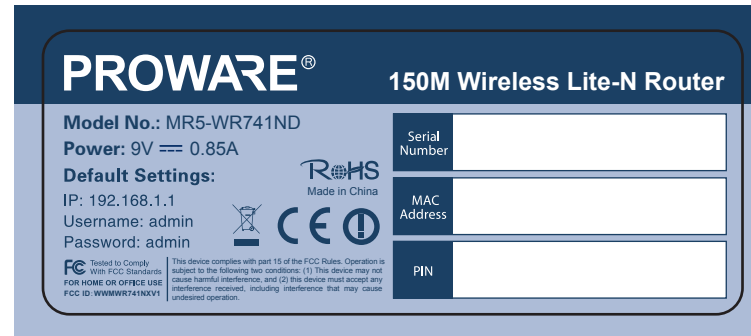 PROWARE®
150M Wireless Lite-N Router
Model No.: MR5-WR741ND
Power: 9V 0.85A
Default Settings:
IP: 192.168.1.1
Username: admin
Password: admin
RoHS
Made in China
CE
FC Tested to Comply
With FCC Standards
FOR HOME OR OFFICE USE
FCC ID: WWMWR741NXV1
This device complies with part 15 of the FCC Rules. Operation is
subject to the following two conditions: (1) This device may not
cause harmful interference, and (2) this device must accept any
interference received, including interference that may cause
undesired operation.
Serial
Number
MAC
Address
PIN